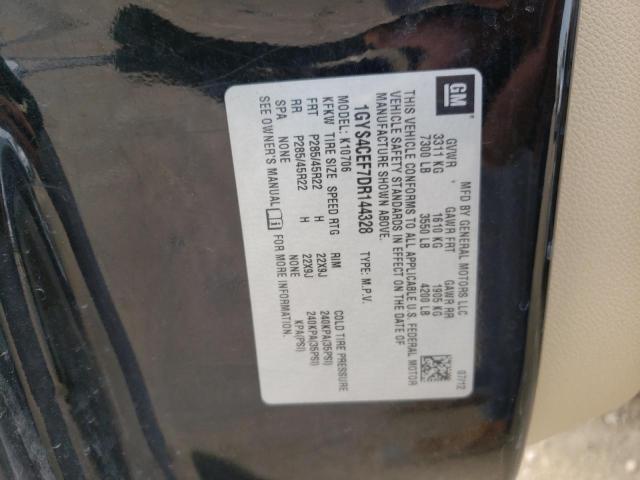 GM
MFD BY GENERAL MOTORS LLC 07/12
GVWR GAWR FRT GAWR RR
3311 KG 1610 KG 1905 KG
7300 LB 3550 LB 4200 LB
THIS VEHICLE CONFORMS TO ALL APPLICABLE U.S. FEDERAL MOTOR
VEHICLE SAFETY STANDARDS IN EFFECT ON THE DATE OF
MANUFACTURE SHOWN ABOVE.
1GYS4CEF7DR144328 TYPE: M.P.V.
MODEL: K10706
KFKW TIRE SIZE SPEED RTG RIM COLD TIRE PRESSURE
FRT P285/45R22 H 22X9J 240KPA(35PSI)
RR P285/45R22 H 22X9J 240KPA(35PSI)
SPA NONE NONE KPA(PSI)
SEE OWNER'S MANUAL i FOR MORE INFORMATION.